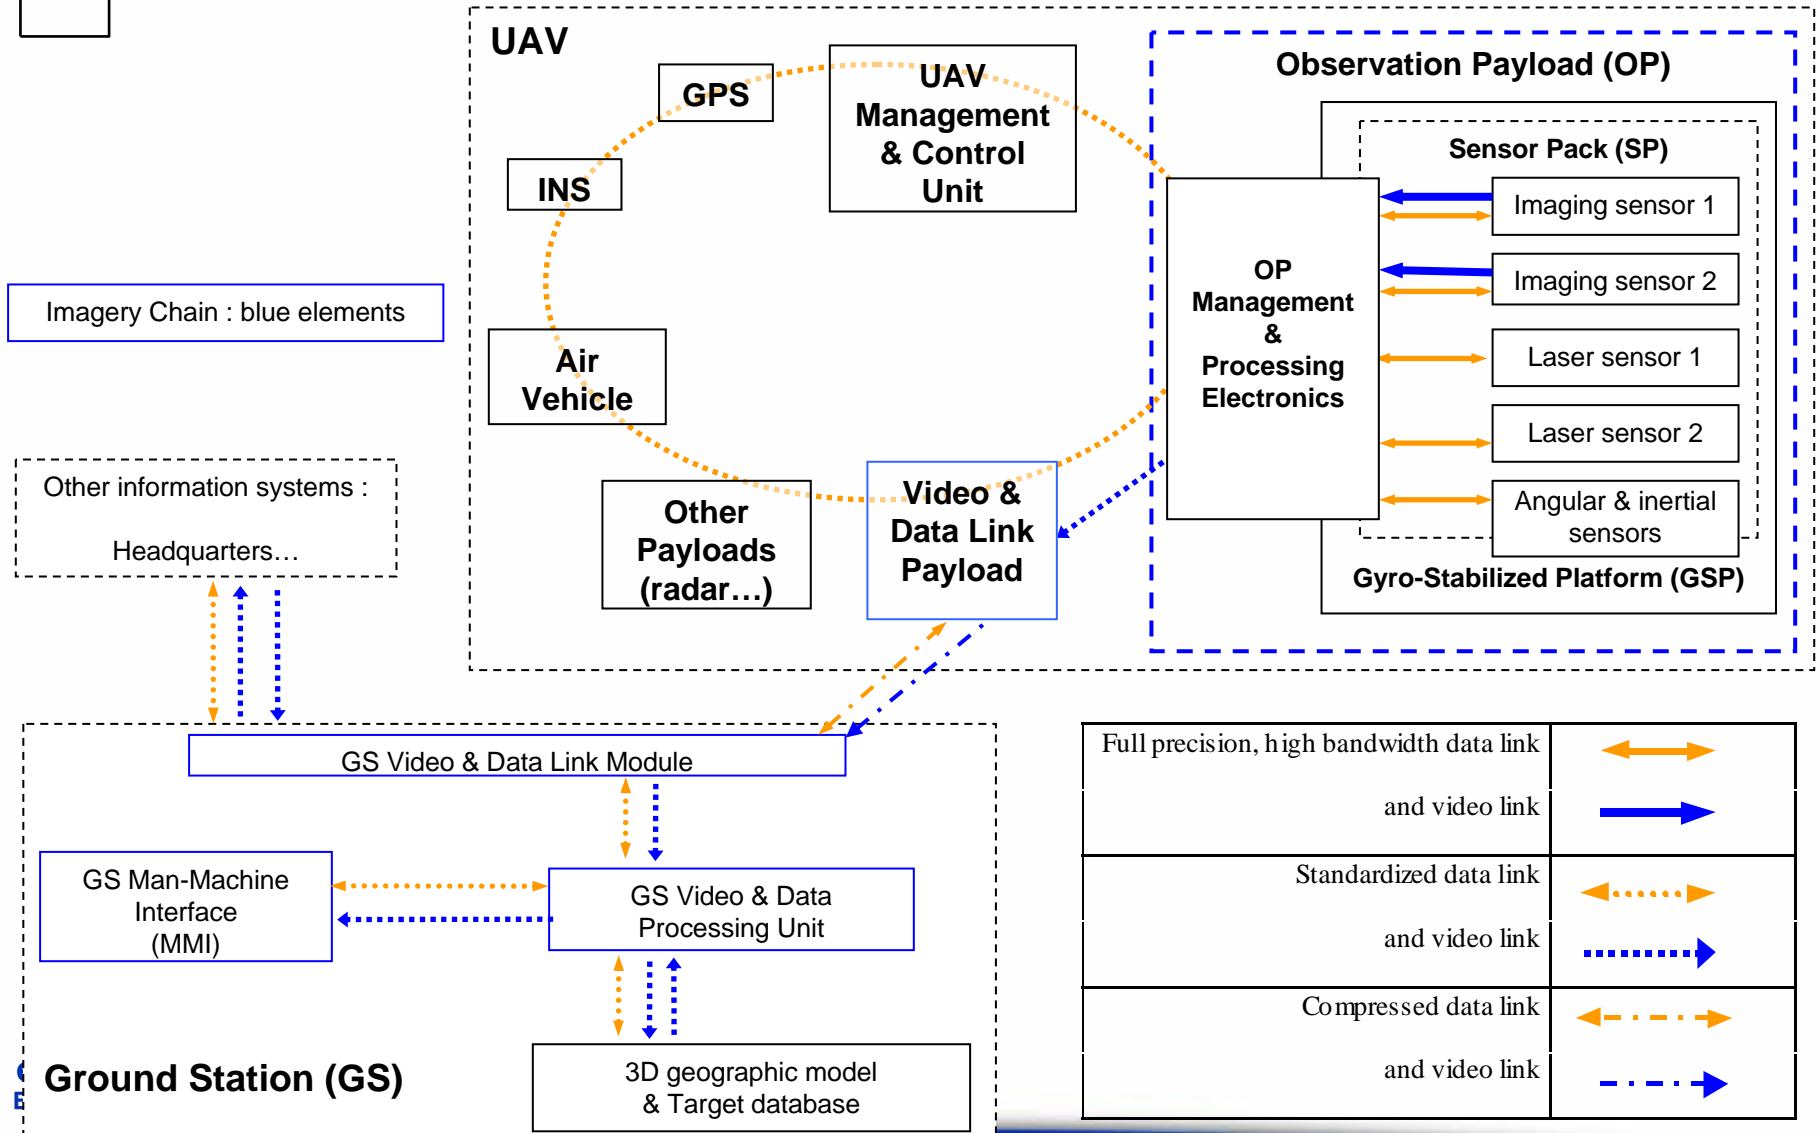 UAV
GPS
UAV
Management
& Control
Unit
INS
Air
Vehicle
Other
Payloads
(radar…)
Video &
Data Link
Payload
Observation Payload (OP)
Sensor Pack (SP)
OP
Management
&
Processing
Electronics
Imaging sensor 1
Imaging sensor 2
Laser sensor 1
Laser sensor 2
Angular & inertial
sensors
Gyro-Stabilized Platform (GSP)
Imagery Chain : blue elements
Other information systems :
Headquarters…
GS Video & Data Link Module
GS Man-Machine
Interface
(MMI)
GS Video & Data
Processing Unit
3D geographic model
& Target database
Ground Station (GS)
Full precision, high bandwidth data link
and video link
Standardized data link
and video link
Compressed data link
and video link